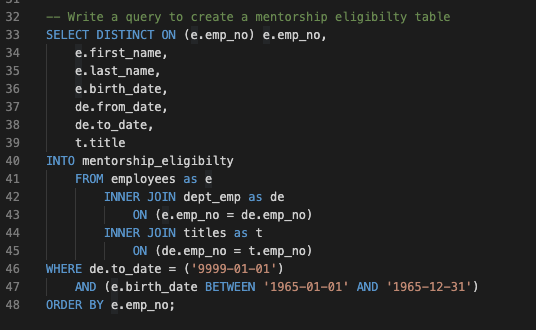 32 -- Write a query to create a mentorship eligibilty table
33 SELECT DISTINCT ON (e.emp_no) e.emp_no,
34 e.first_name,
35 e.last_name,
36 e.birth_date,
37 de.from_date,
38 de.to_date,
39 t.title
40 INTO mentorship_eligibilty
41 FROM employees as e
42 INNER JOIN dept_emp as de
43 ON (e.emp_no = de.emp_no)
44 INNER JOIN titles as t
45 ON (de.emp_no = t.emp_no)
46 WHERE de.to_date = ('9999-01-01')
47 AND (e.birth_date BETWEEN '1965-01-01' AND '1965-12-31')
48 ORDER BY e.emp_no;